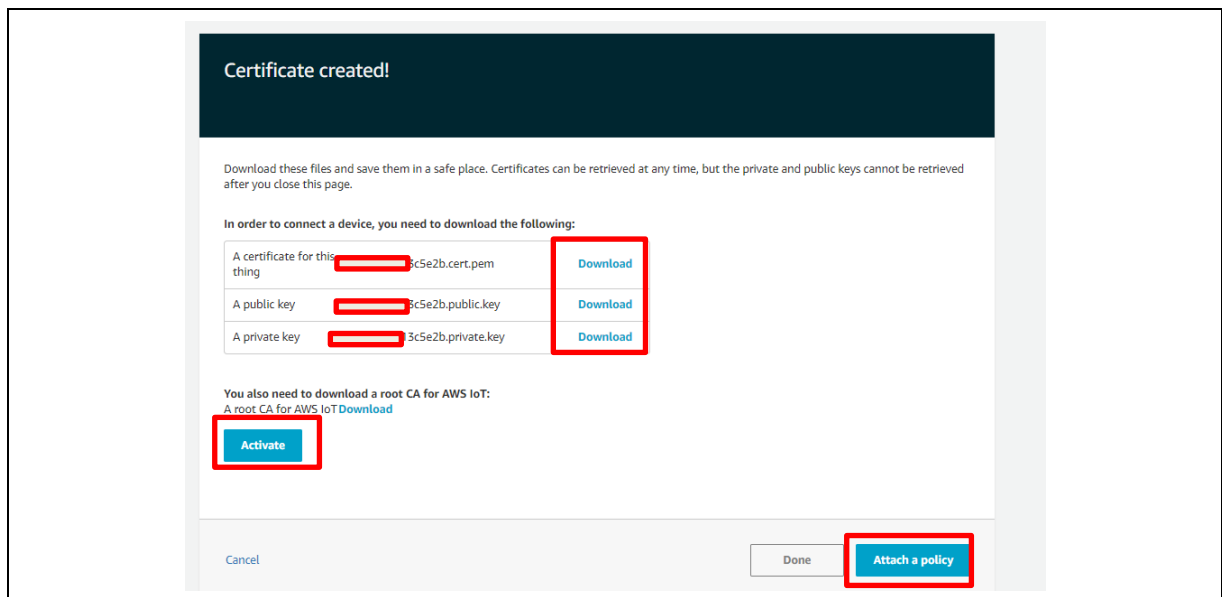 Certificate created!
Download these files and save them in a safe place. Certificates can be retrieved at any time, but the private and public keys cannot be retrieved
after you close this page.
In order to connect a device, you need to download the following:
A certificate for this
thing
c5e2b.cert.pem
Download
A public key
c5e2b.public.key
Download
A private key
3c5e2b.private.key
Download
You also need to download a root CA for AWS IoT:
A root CA for AWS IoT Download
Activate
Cancel
Done
Attach a policy